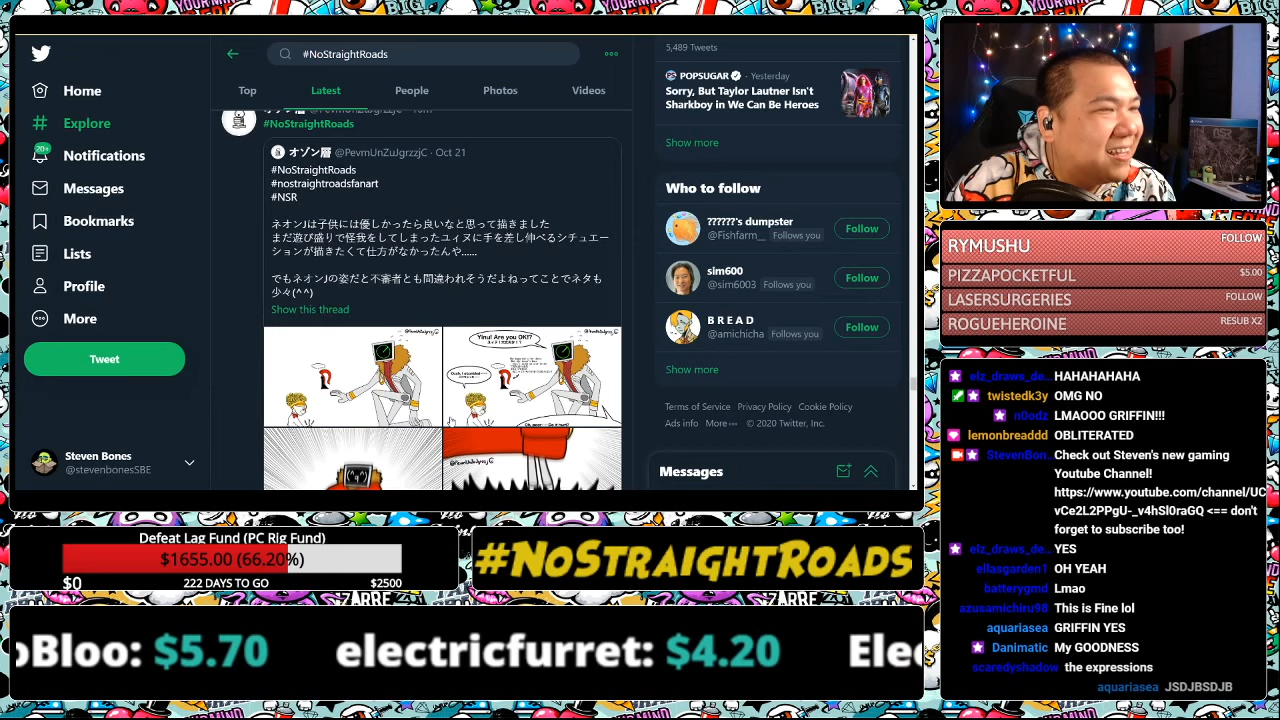 #NoStraightRoads
Home
Explore
20+
Notifications
Messages
Bookmarks
Lists
Profile
More
Tweet
Steven Bones
@stevenbonesSBE
Top
Latest
People
Photos
Videos
#NoStraightRoads
@PevmUnZuJgrzzjC · Oct 21
#NoStraightRoads
#nostraightroadsfanart
#NSR
ネオンJは子供には優しかったら良いなと思って描きました
まだ遊び盛りで怪我をしてしまったユィヌに手を差し伸べるシチュエー
ションが描きたくて仕方がなかったんや......
でもネオンJの姿だと不審者とも間違われそうだよねってことでネタも
少々(^^)
Show this thread
Yinu! Are you OK!?
5,489 Tweets
POPSUGAR · Yesterday
Sorry, But Taylor Lautner Isn't
Sharkboy in We Can Be Heroes
Show more
Who to follow
??????'s dumpster
@Fishfarm__ Follows you
Follow
sim600
@sim6003 Follows you
Follow
B R E A D
@amichicha Follows you
Follow
Show more
Terms of Service Privacy Policy Cookie Policy
Ads info More © 2020 Twitter, Inc.
Messages
RYMUSHU FOLLOW
PIZZAPOCKETFUL $5.00
LASERSURGERIES FOLLOW
ROGUEHEROINE RESUB X2
elz_draws_de... HAHAHAHAHA
twistedk3y OMG NO
n0odz LMAOOO GRIFFIN!!!
lemonbreaddd OBLITERATED
StevenBon... Check out Steven's new gaming
Youtube Channel!
https://www.youtube.com/channel/UC
vCe2L2PPgU-_v4hSl0raGQ <== don't
forget to subscribe too!
elz_draws_de... YES
ellasgarden1 OH YEAH
batterygmd Lmao
azusamichiru98 This is Fine lol
aquariasea GRIFFIN YES
Danimatic My GOODNESS
scaredyshadow the expressions
aquariasea JSDJBSDJB
Defeat Lag Fund (PC Rig Fund)
$1655.00 (66.20%)
$0 222 DAYS TO GO $2500
#NoStraightRoads
oBloo: $5.70 electricfurret: $4.20 Ele